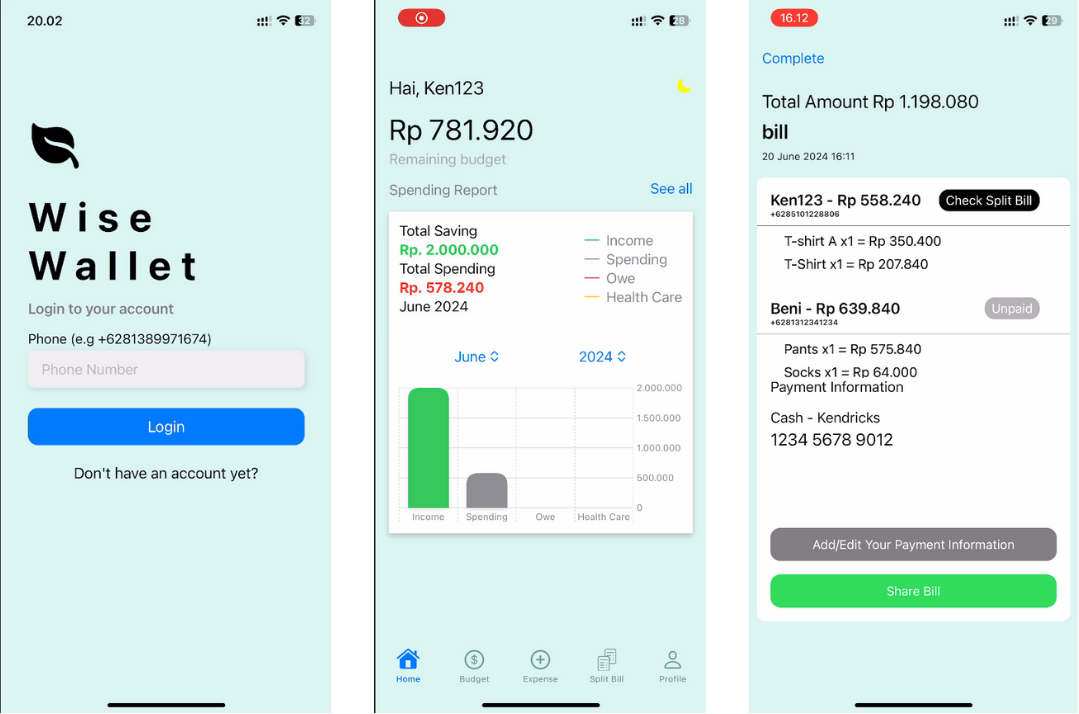 20.02
32
Wise
Wallet
Login to your account
Phone (e.g +6281389971674)
Phone Number
Login
Don't have an account yet?
28
Hai, Ken123
Rp 781.920
Remaining budget
Spending Report
See all
Total Saving
Rp. 2.000.000
Total Spending
Rp. 578.240
June 2024
Income
Spending
Owe
Health Care
June
2024
2.000.000
1.500.000
1.000.000
500.000
0
Income Spending Owe Health Care
Home Budget Expense Split Bill Profile
16.12
29
Complete
Total Amount Rp 1.198.080
bill
20 June 2024 16:11
Ken123 - Rp 558.240
Check Split Bill
+6285101228806
T-shirt A x1 = Rp 350.400
T-Shirt x1 = Rp 207.840
Beni - Rp 639.840
Unpaid
+6281312341234
Pants x1 = Rp 575.840
Socks x1 = Rp 64.000
Payment Information
Cash - Kendricks
1234 5678 9012
Add/Edit Your Payment Information
Share Bill